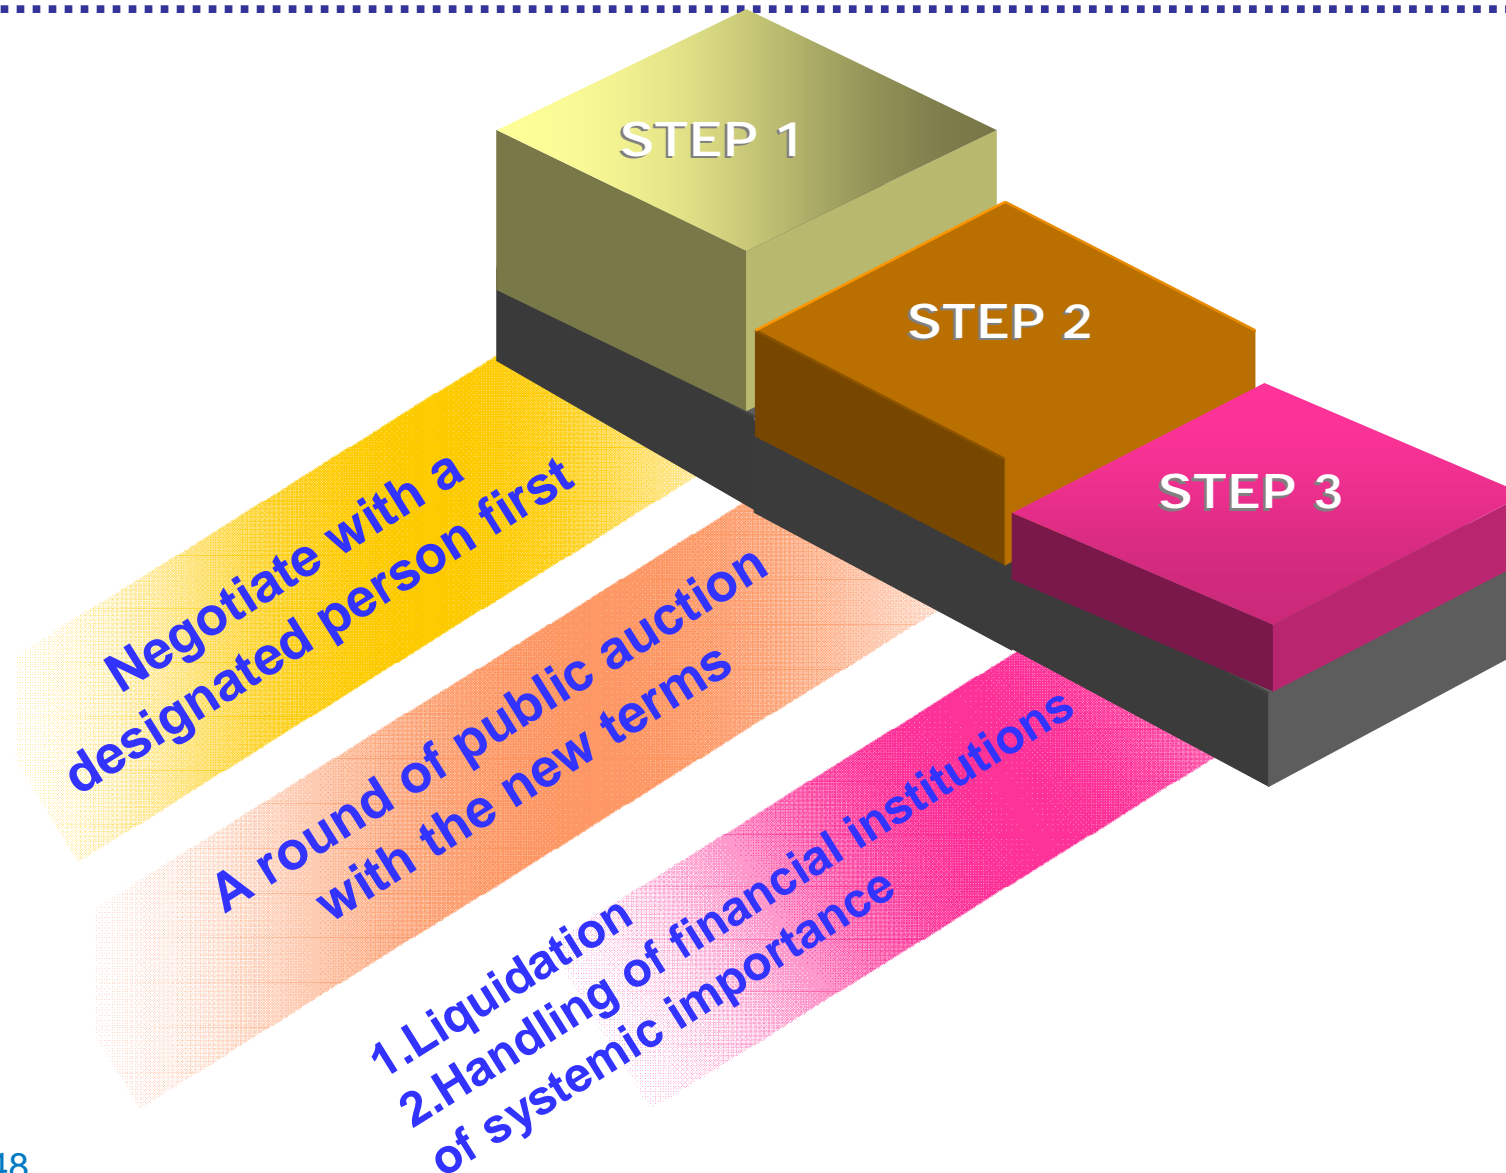 STEP 1
STEP 2
STEP 3
Negotiate with a
designated person first
A round of public auction
with the new terms
1.Liquidation
2.Handling of financial institutions
of systemic importance
48